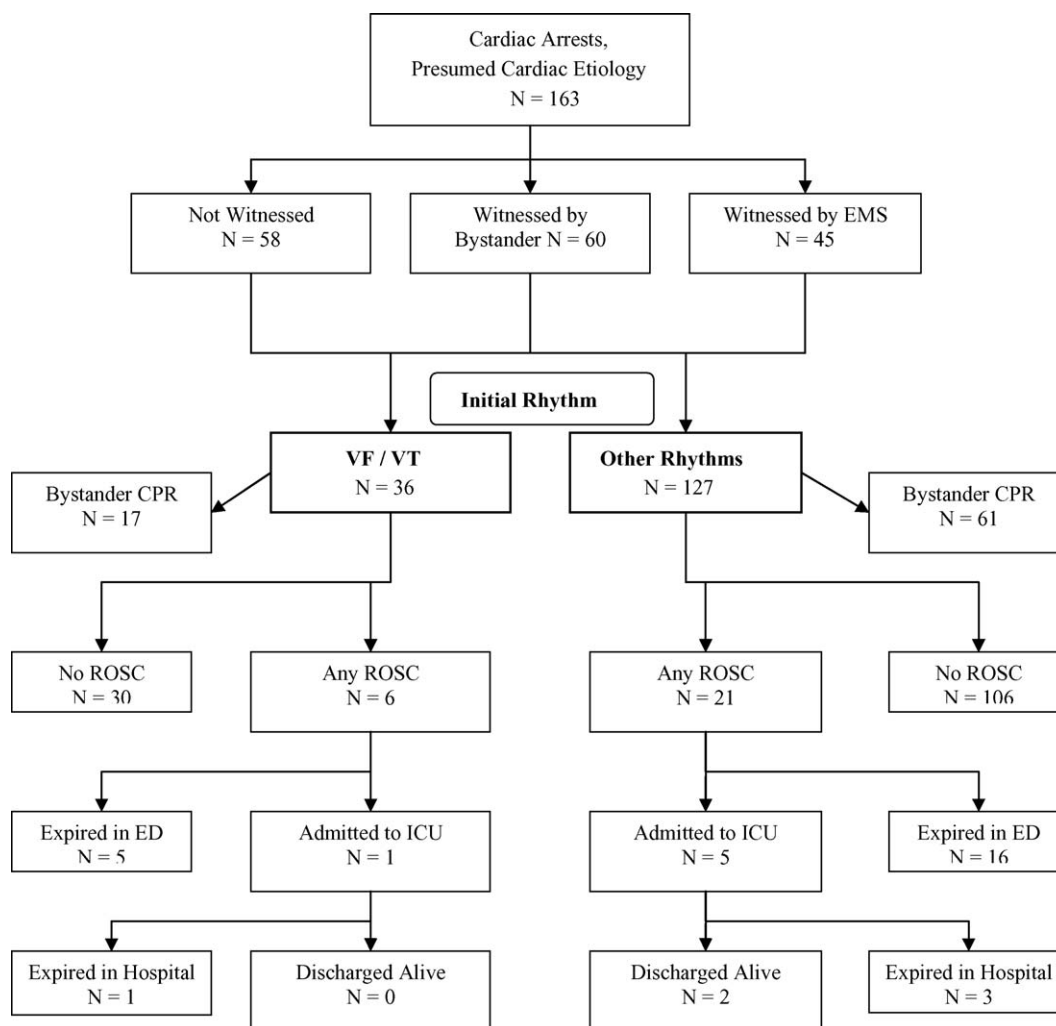 Cardiac Arrests,
Presumed Cardiac Etiology
N = 163
Not Witnessed
N = 58
Witnessed by
Bystander N = 60
Witnessed by EMS
N = 45
Initial Rhythm
VF / VT
N = 36
Other Rhythms
N = 127
Bystander CPR
N = 17
Bystander CPR
N = 61
No ROSC
N = 30
Any ROSC
N = 6
Any ROSC
N = 21
No ROSC
N = 106
Expired in ED
N = 5
Admitted to ICU
N = 1
Admitted to ICU
N = 5
Expired in ED
N = 16
Expired in Hospital
N = 1
Discharged Alive
N = 0
Discharged Alive
N = 2
Expired in Hospital
N = 3